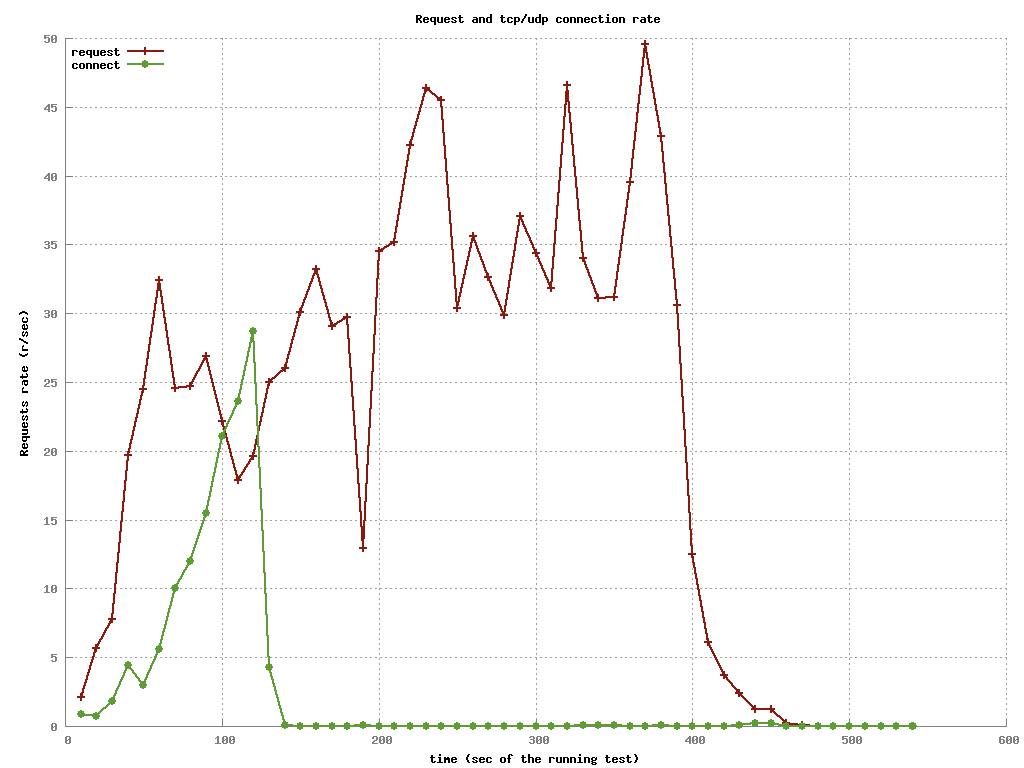 Request and tcp/udp connection rate
request
connect
50
45
40
35
30
25
20
15
10
5
0
Requests rate (r/sec)
0 100 200 300 400 500 600
time (sec of the running test)